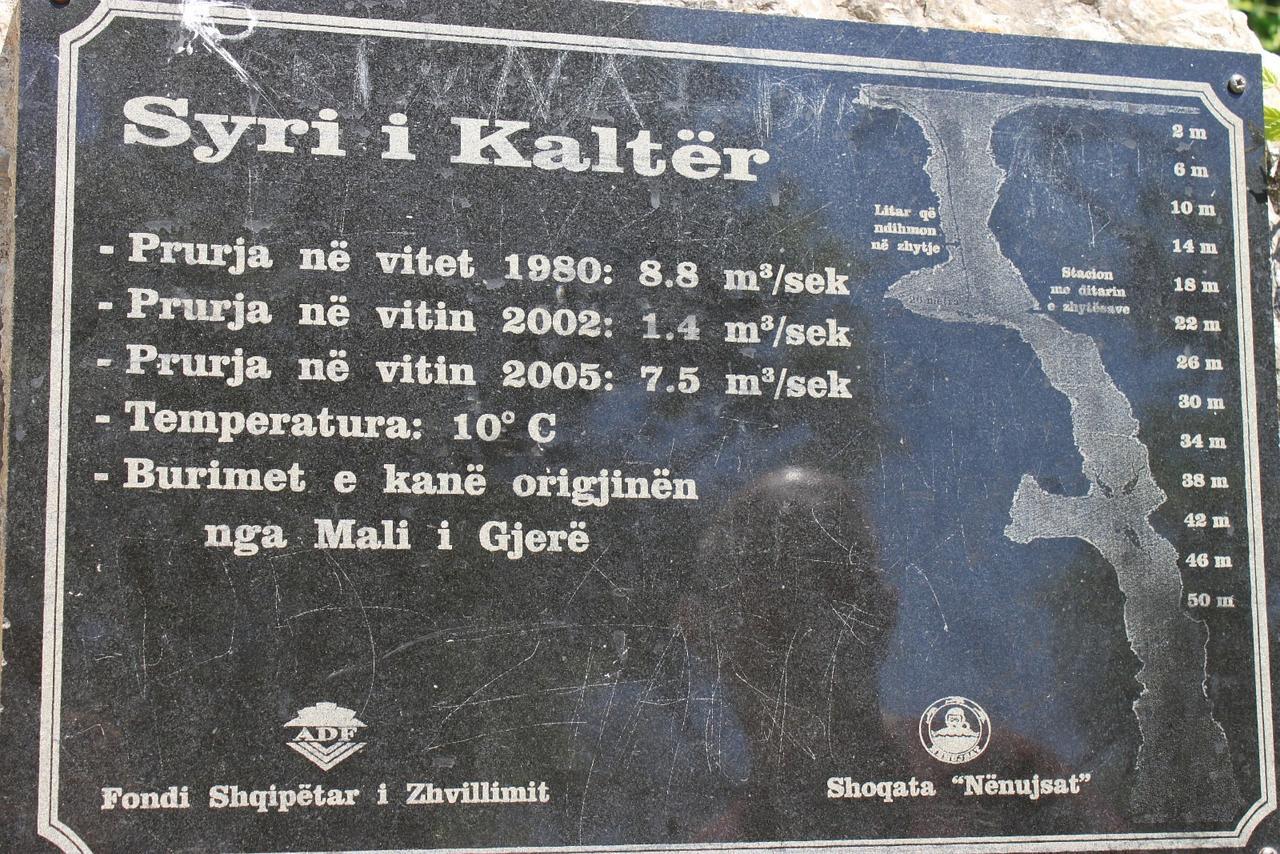 Syri i Kaltër
- Prurja në vitet 1980: 8.8 m³/sek
- Prurja në vitin 2002: 1.4 m³/sek
- Prurja në vitin 2005: 7.5 m³/sek
- Temperatura: 10° C
- Burimet e kanë origjinën
nga Mali i Gjerë
Litar që
ndihmon
në zhytje
Stacion
me ditarin
e zhytësave
2 m
6 m
10 m
14 m
18 m
22 m
26 m
30 m
34 m
38 m
42 m
46 m
50 m
ADF
Fondi Shqipëtar i Zhvillimit
Shoqata “Nënujsat”